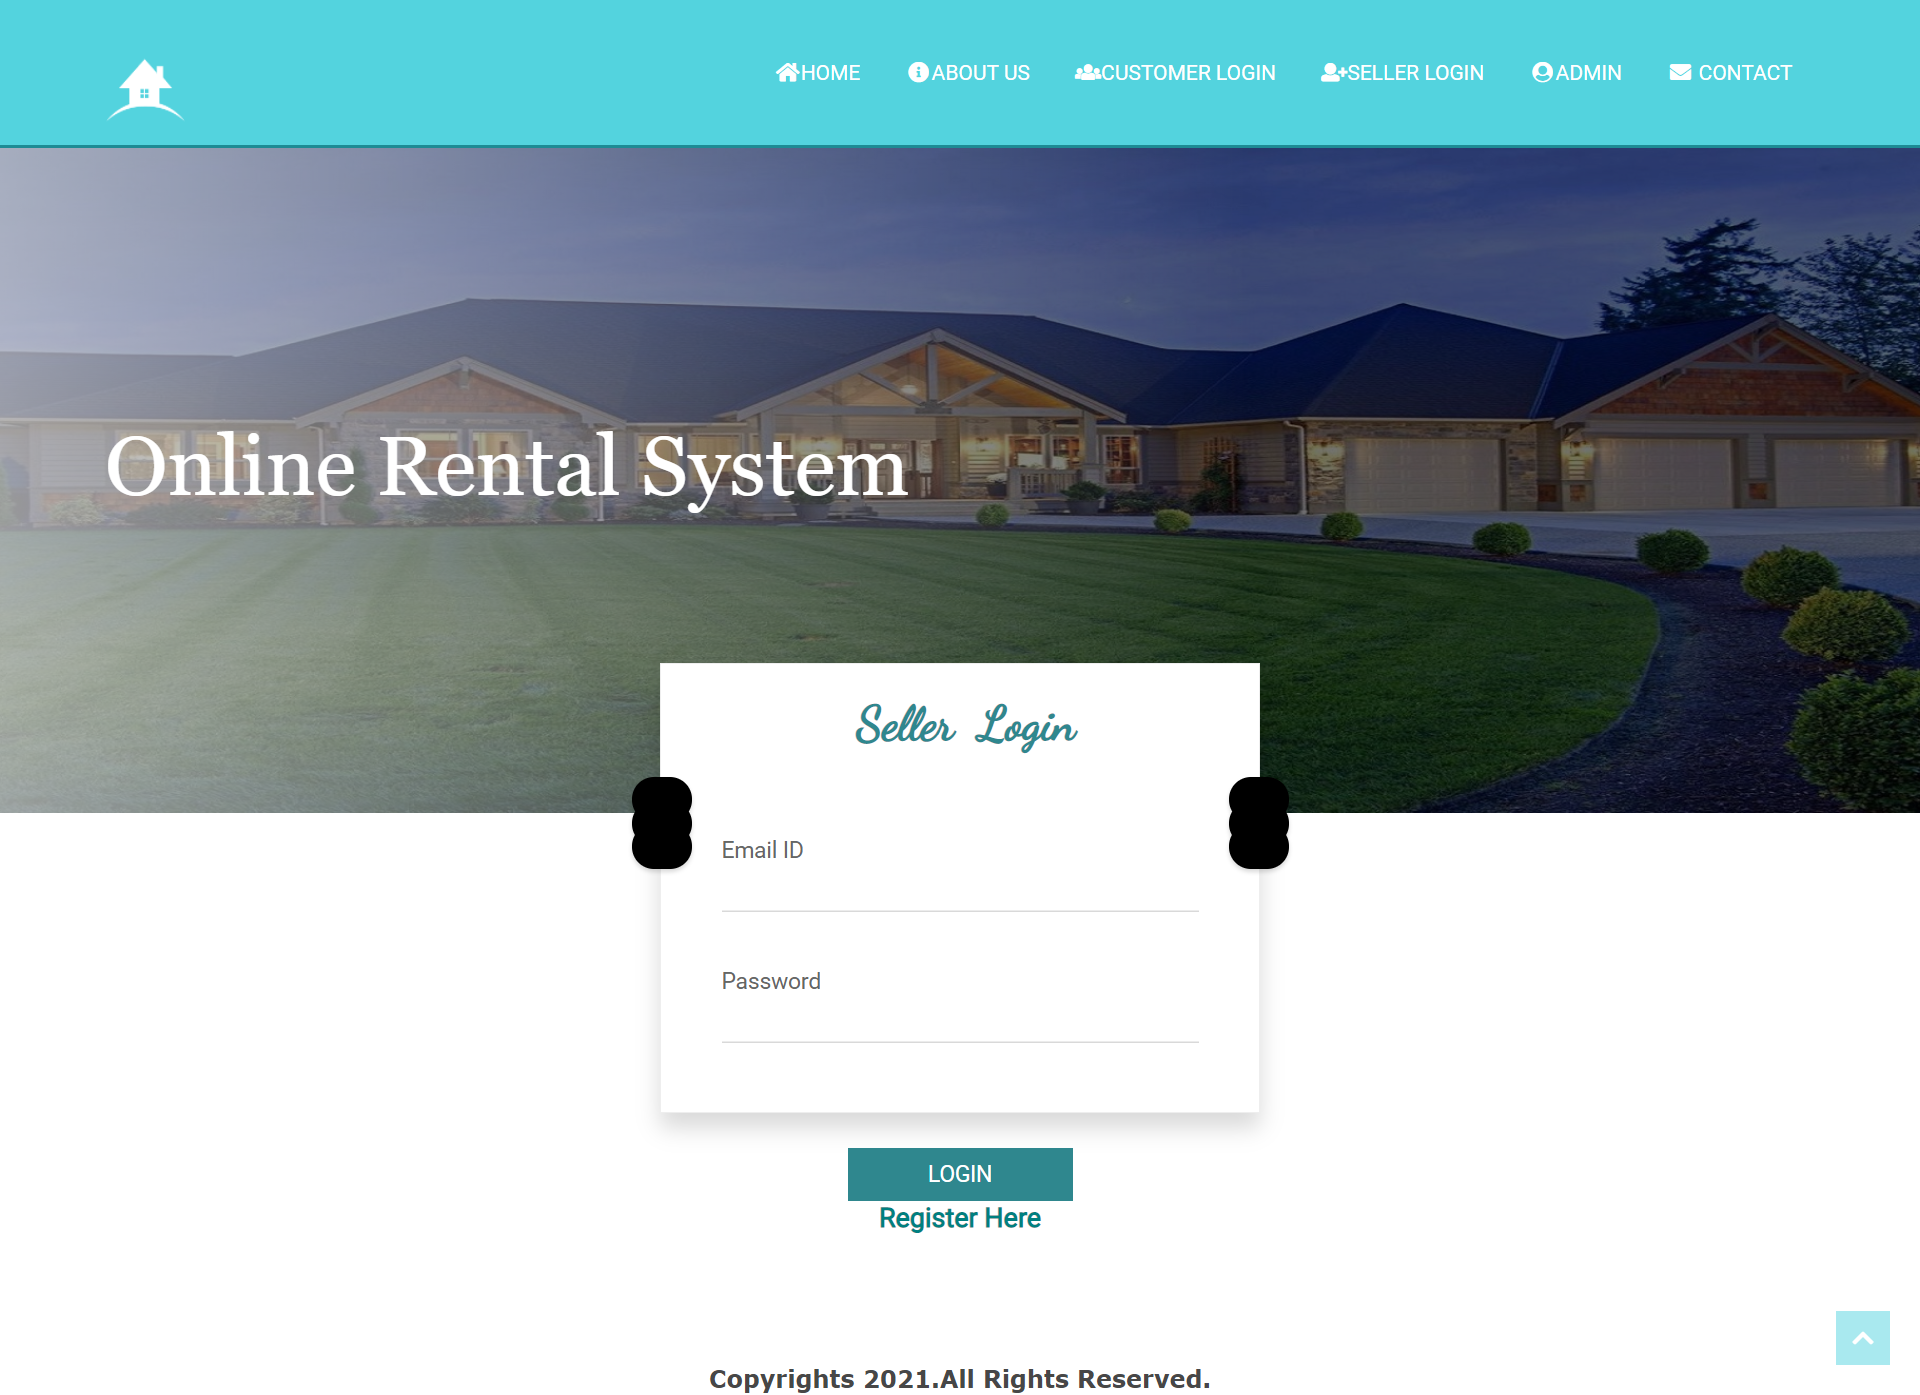 HOME ABOUT US CUSTOMER LOGIN SELLER LOGIN ADMIN CONTACT
Online Rental System
Seller Login
Email ID
Password
LOGIN
Register Here
Copyrights 2021.All Rights Reserved.